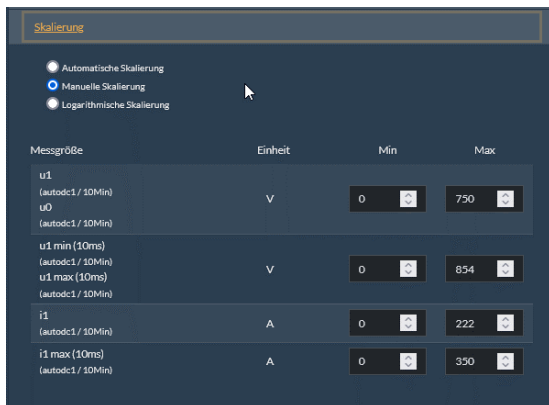 Skalierung
Automatische Skalierung
Manuelle Skalierung
Logarithmische Skalierung
Messgröße Einheit Min Max
u1
(autodc1 / 10Min)
u0
(autodc1 / 10Min)
V 0 750
u1 min (10ms)
(autodc1 / 10Min)
u1 max (10ms)
(autodc1 / 10Min)
V 0 854
i1
(autodc1 / 10Min)
A 0 222
i1 max (10ms)
(autodc1 / 10Min)
A 0 350